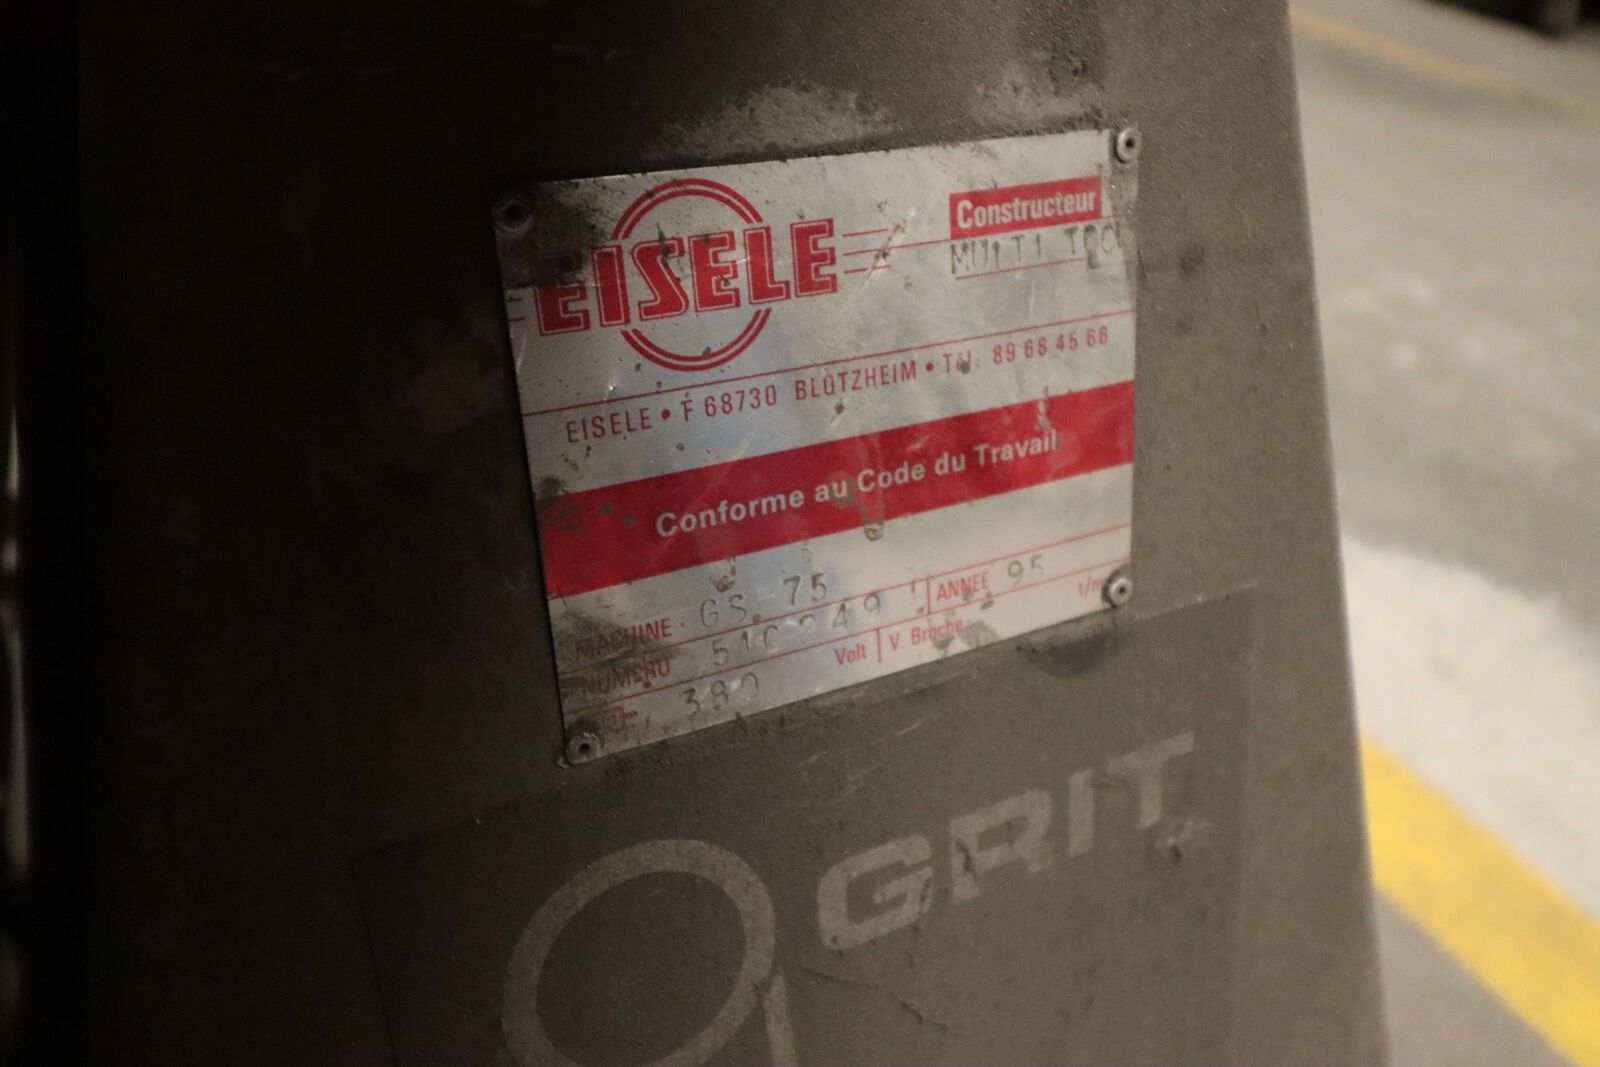 EISELE
Constructeur
MULTI TOOL
EISELE • F 68730 BLOTZHEIM • Tél. 89 68 45 66
Conforme au Code du Travail
MACHINE GS. 75
NUMERO 510249 ANNEE 95
380 Volt V. Broche t/m
GRIT